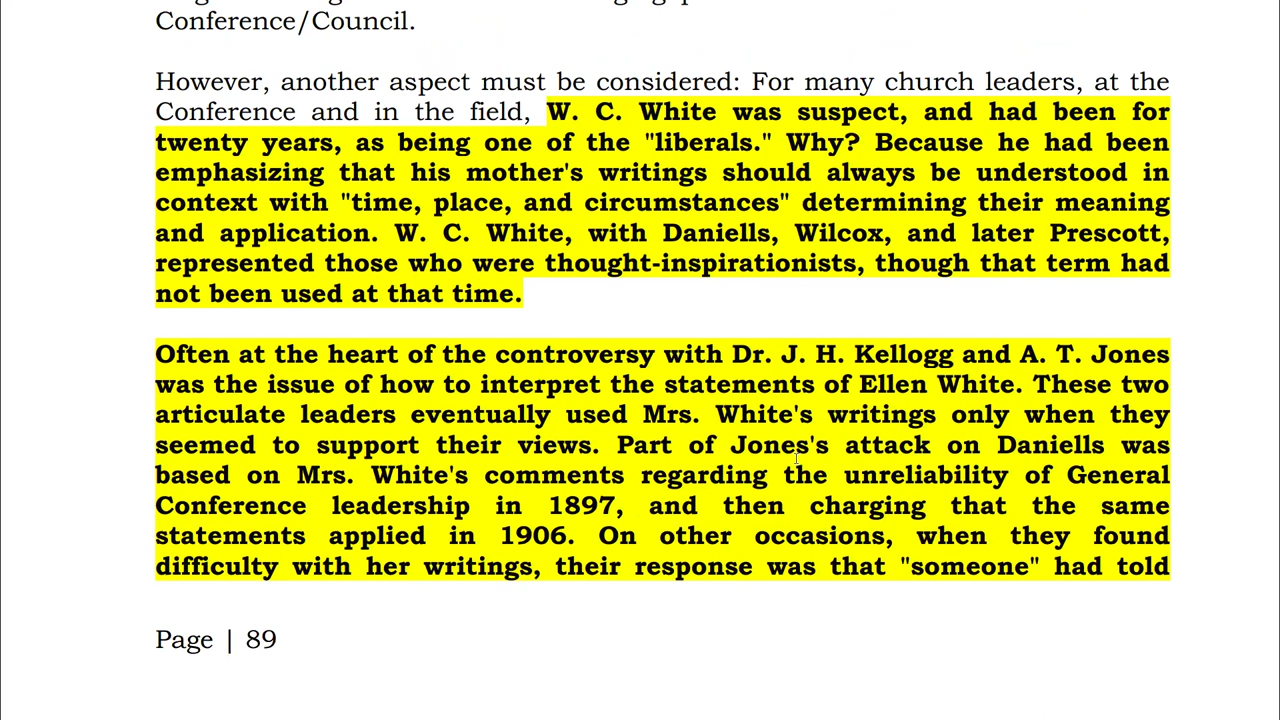 Conference/Council.
However, another aspect must be considered: For many church leaders, at the
Conference and in the field, W. C. White was suspect, and had been for
twenty years, as being one of the "liberals." Why? Because he had been
emphasizing that his mother's writings should always be understood in
context with "time, place, and circumstances" determining their meaning
and application. W. C. White, with Daniells, Wilcox, and later Prescott,
represented those who were thought-inspirationists, though that term had
not been used at that time.
Often at the heart of the controversy with Dr. J. H. Kellogg and A. T. Jones
was the issue of how to interpret the statements of Ellen White. These two
articulate leaders eventually used Mrs. White's writings only when they
seemed to support their views. Part of Jones's attack on Daniells was
based on Mrs. White's comments regarding the unreliability of General
Conference leadership in 1897, and then charging that the same
statements applied in 1906. On other occasions, when they found
difficulty with her writings, their response was that "someone" had told
Page | 89